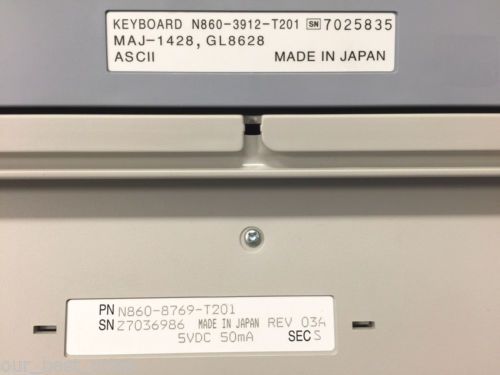 KEYBOARD N860-3912-T201 SN 7025835
MAJ-1428, GL8628
ASCII MADE IN JAPAN
PN N860-8769-T201
SN Z7036986 MADE IN JAPAN REV 03A
5VDC 50mA SEC S